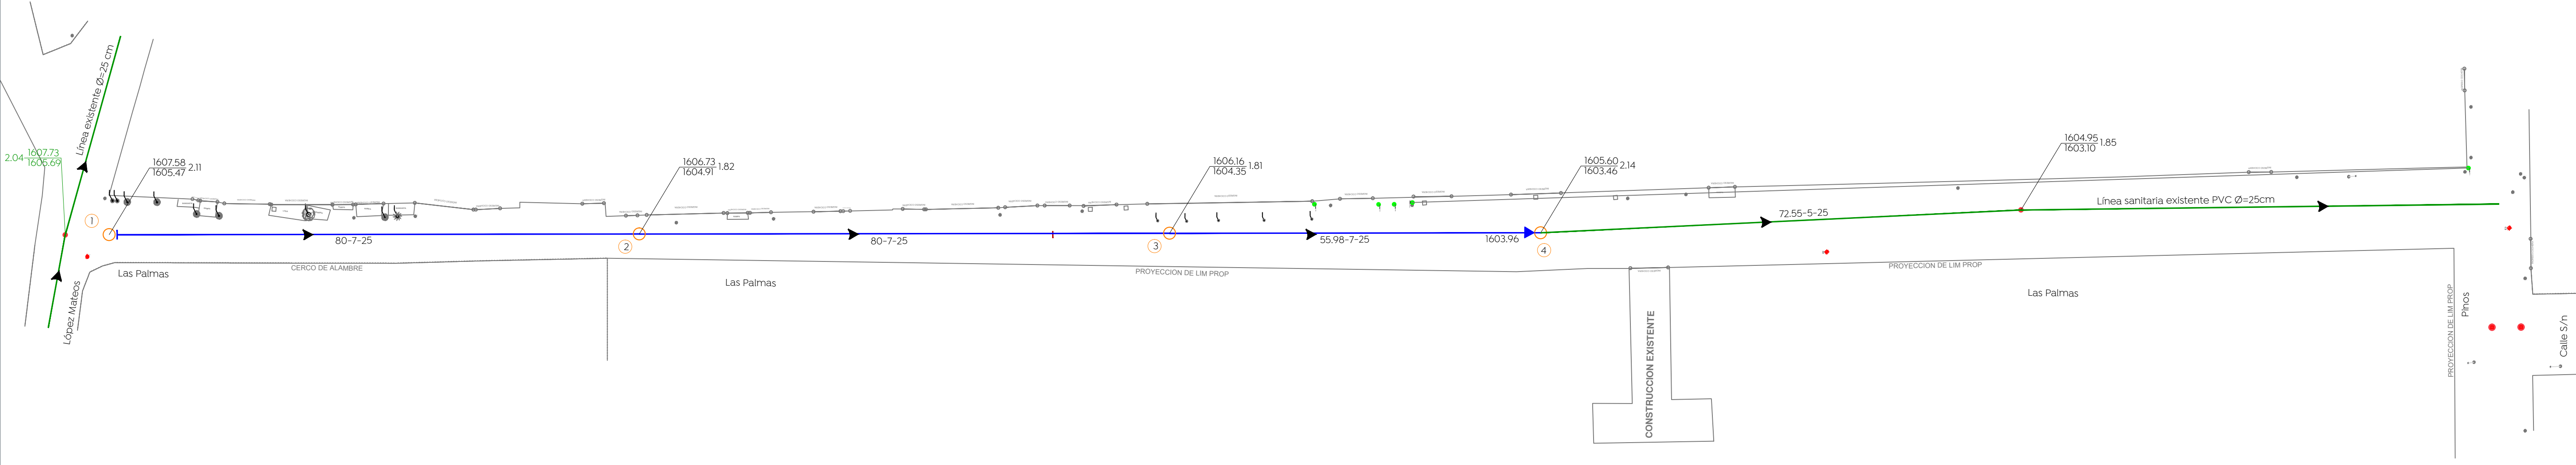 Línea existente Ø=25 cm
2.04
1607.73
1605.69
1
1607.58
1605.47
2.11
80-7-25
Las Palmas
López Mateos
CERCO DE ALAMBRE
2
1606.73
1604.91
1.82
80-7-25
Las Palmas
3
1606.16
1604.35
1.81
PROYECCION DE LIM PROP
55.98-7-25
1603.96
4
1605.60
1603.46
2.14
CONSTRUCCION EXISTENTE
72.55-5-25
1604.95
1603.10
1.85
PROYECCION DE LIM PROP
Línea sanitaria existente PVC Ø=25cm
Las Palmas
PROYECCION DE LIM PROP
Pinos
Calle S/n